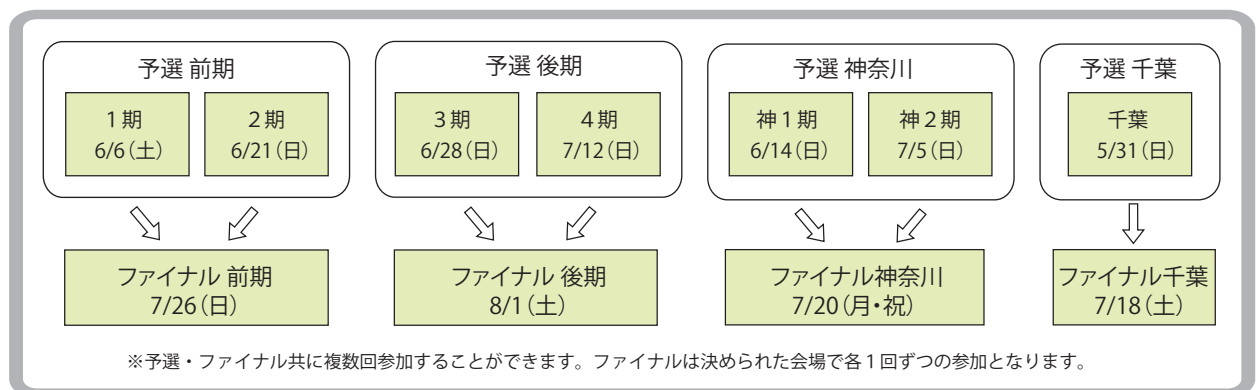 予選 前期
1期
6/6(土)
2期
6/21(日)
ファイナル 前期
7/26(日)
予選 後期
3期
6/28(日)
4期
7/12(日)
ファイナル 後期
8/1(土)
予選 神奈川
神1期
6/14(日)
神2期
7/5(日)
ファイナル神奈川
7/20(月・祝)
予選 千葉
千葉
5/31(日)
ファイナル千葉
7/18(土)
※予選・ファイナル共に複数回参加することができます。ファイナルは決められた会場で各1回ずつの参加となります。